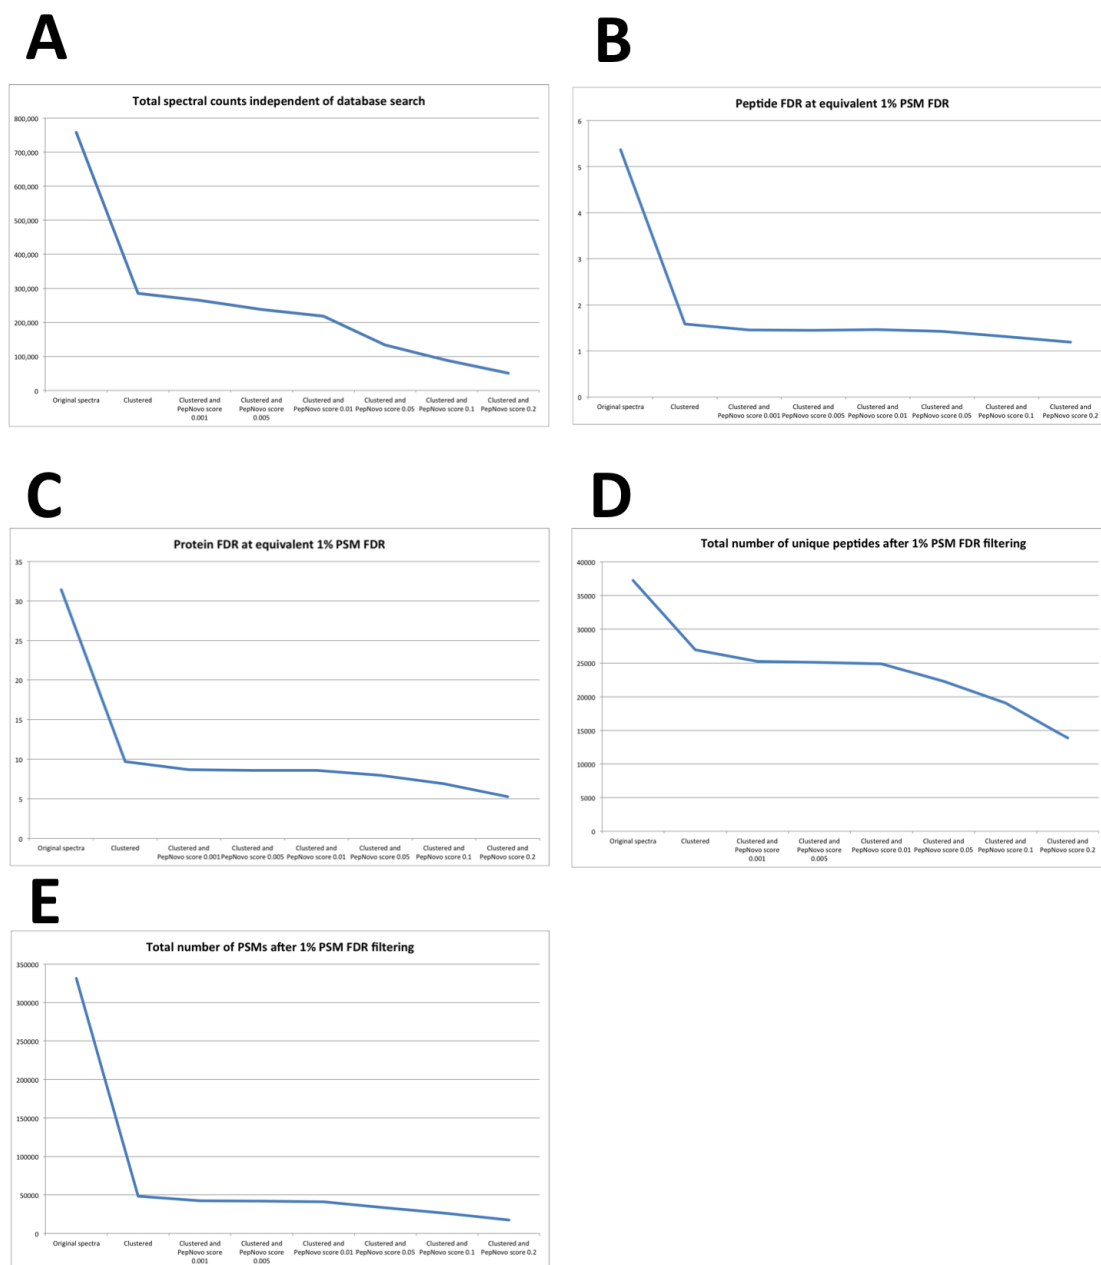 A
Total spectral counts independent of database search
800,000
700,000
600,000
500,000
400,000
300,000
200,000
100,000
0
Original spectra
Clustered
Clustered and
PepNovo score
0.001
Clustered and
PepNovo score
0.005
Clustered and
PepNovo score 0.01
Clustered and
PepNovo score 0.05
Clustered and
PepNovo score 0.1
Clustered and
PepNovo score 0.2
B
Peptide FDR at equivalent 1% PSM FDR
6
5
4
3
2
1
0
Original spectra
Clustered
Clustered and
PepNovo score 0.001
Clustered and
PepNovo score 0.005
Clustered and
PepNovo score 0.01
Clustered and
PepNovo score 0.05
Clustered and
PepNovo score 0.1
Clustered and
PepNovo score 0.2
C
Protein FDR at equivalent 1% PSM FDR
35
30
25
20
15
10
5
0
Original spectra
Clustered
Clustered and
PepNovo score 0.001
Clustered and
PepNovo score 0.005
Clustered and
PepNovo score 0.01
Clustered and
PepNovo score 0.05
Clustered and
PepNovo score 0.1
Clustered and
PepNovo score 0.2
D
Total number of unique peptides after 1% PSM FDR filtering
40000
35000
30000
25000
20000
15000
10000
5000
0
Original spectra
Clustered
Clustered and
PepNovo score
0.001
Clustered and
PepNovo score
0.005
Clustered and
PepNovo score 0.01
Clustered and
PepNovo score 0.05
Clustered and
PepNovo score 0.1
Clustered and
PepNovo score 0.2
E
Total number of PSMs after 1% PSM FDR filtering
350000
300000
250000
200000
150000
100000
50000
0
Original spectra
Clustered
Clustered and
PepNovo score
0.001
Clustered and
PepNovo score
0.005
Clustered and
PepNovo score 0.01
Clustered and
PepNovo score 0.05
Clustered and
PepNovo score 0.1
Clustered and
PepNovo score 0.2